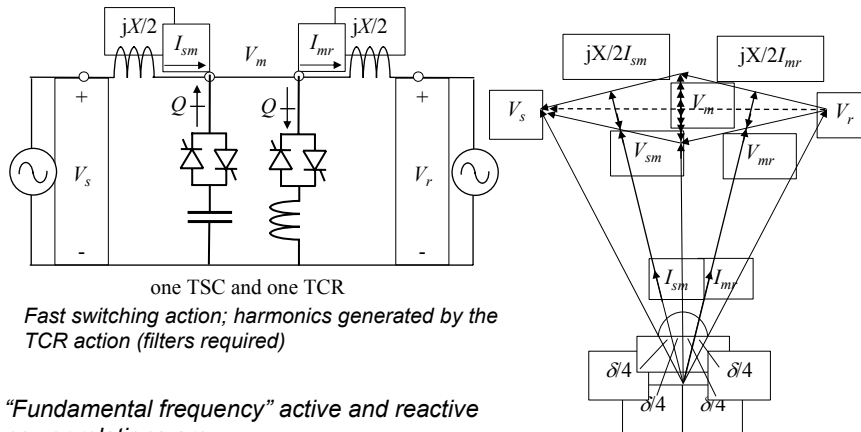 jX/2
I_sm
V_m
I_mr
jX/2
+
Q
Q
+
V_s
V_r
-
-
one TSC and one TCR
Fast switching action; harmonics generated by the
TCR action (filters required)
“Fundamental frequency” active and reactive
jX/2I_sm
jX/2I_mr
V_s
V_m
V_r
V_sm
V_mr
I_sm
I_mr
δ/4
δ/4
δ/4
δ/4